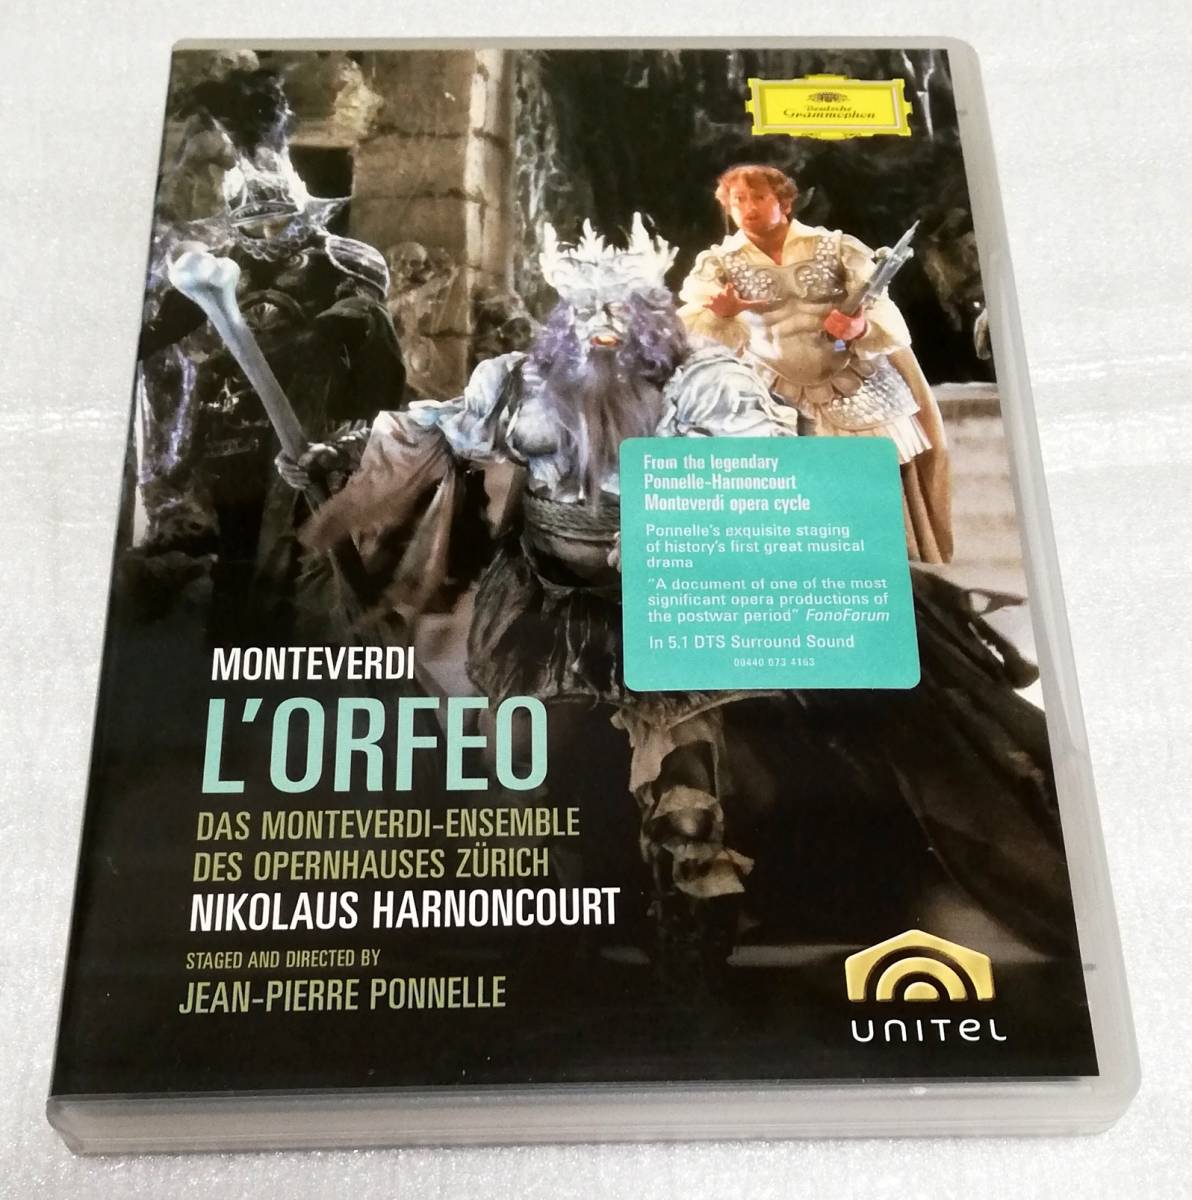 Deutsche
Grammophon
From the legendary
Ponnelle-Harnoncourt
Monteverdi opera cycle
Ponnelle's exquisite staging
of history's first great musical
drama
"A document of one of the most
significant opera productions of
the postwar period" FonoForum
In 5.1 DTS Surround Sound
00440 073 4163
MONTEVERDI
L'ORFEO
DAS MONTEVERDI-ENSEMBLE
DES OPERNHAUSES ZÜRICH
NIKOLAUS HARNONCOURT
STAGED AND DIRECTED BY
JEAN-PIERRE PONNELLE
UNITEL